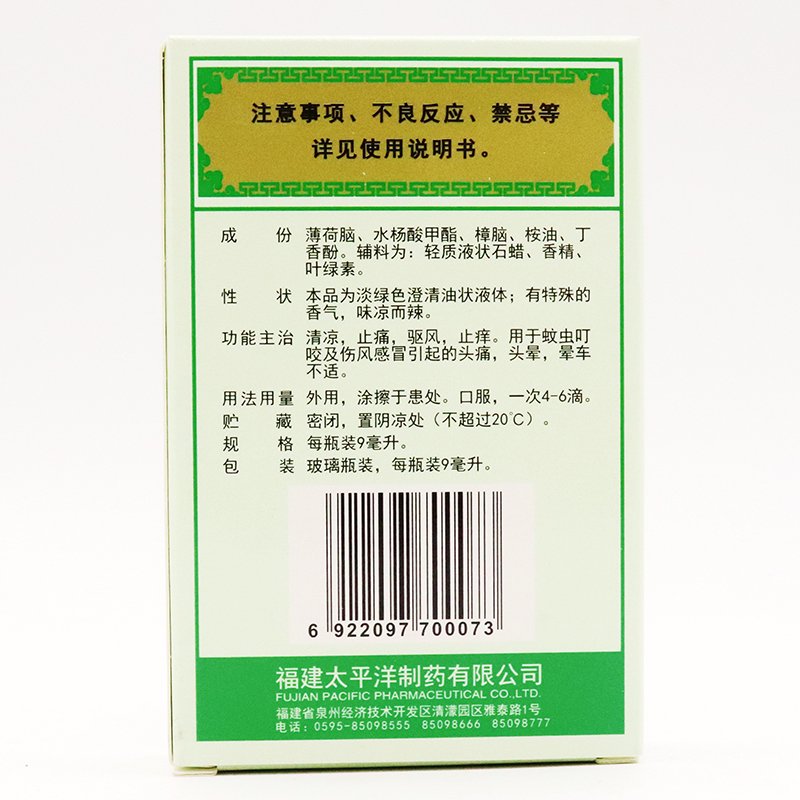 注意事项、不良反应、禁忌等
详见使用说明书。
成 份 薄荷脑、水杨酸甲酯、樟脑、桉油、丁
香酚。辅料为：轻质液状石蜡、香精、
叶绿素。
性 状 本品为淡绿色澄清油状液体；有特殊的
香气，味凉而辣。
功能主治 清凉，止痛，驱风，止痒。用于蚊虫叮
咬及伤风感冒引起的头痛，头晕，晕车
不适。
用法用量 外用，涂擦于患处。口服，一次4-6滴。
贮 藏 密闭，置阴凉处（不超过20℃）。
规 格 每瓶装9毫升。
包 装 玻璃瓶装，每瓶装9毫升。
6 922097 700073
福建太平洋制药有限公司
FUJIAN PACIFIC PHARMACEUTICAL CO.,LTD.
福建省泉州经济技术开发区清濛园区雅泰路1号
电话：0595-85098555 85098666 85098777